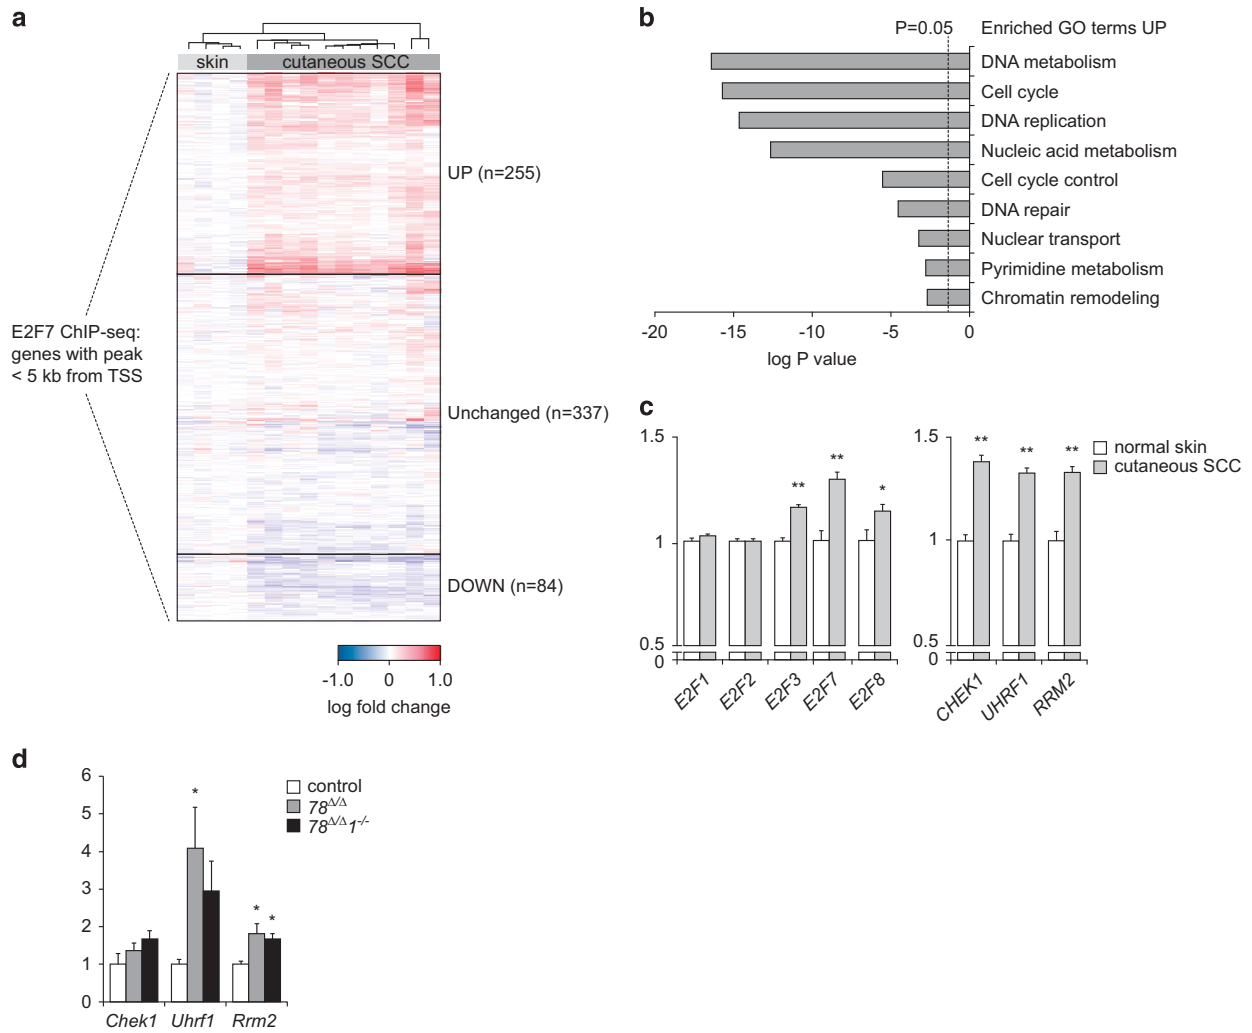 a
skin
cutaneous SCC
UP (n=255)
E2F7 ChIP-seq:
genes with peak
< 5 kb from TSS
Unchanged (n=337)
DOWN (n=84)
-1.0 0 1.0
log fold change
b
P=0.05
Enriched GO terms UP
DNA metabolism
Cell cycle
DNA replication
Nucleic acid metabolism
Cell cycle control
DNA repair
Nuclear transport
Pyrimidine metabolism
Chromatin remodeling
-20 -15 -10 -5 0
log P value
c
1.5
1
0.5
0
** ** *
E2F1 E2F2 E2F3 E2F7 E2F8
1.5
1
0.5
0
** ** **
CHEK1 UHRF1 RRM2
normal skin
cutaneous SCC
d
6
5
4
3
2
1
0
* * *
Chek1 Uhrf1 Rrm2
control
78Δ/Δ
78Δ/Δ1-/-